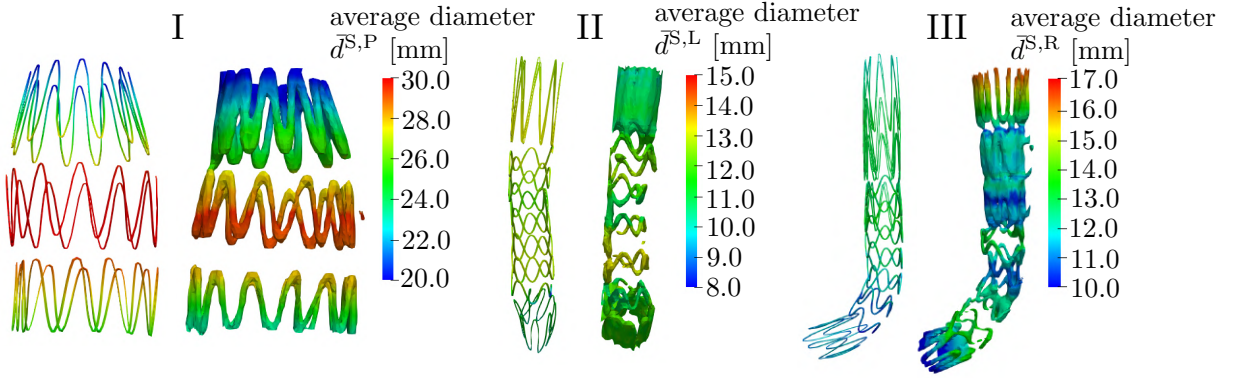 I
average diameter
d̄^S,P [mm]
30.0
28.0
26.0
24.0
22.0
20.0
II
average diameter
d̄^S,L [mm]
15.0
14.0
13.0
12.0
11.0
10.0
9.0
8.0
III
average diameter
d̄^S,R [mm]
17.0
16.0
15.0
14.0
13.0
12.0
11.0
10.0